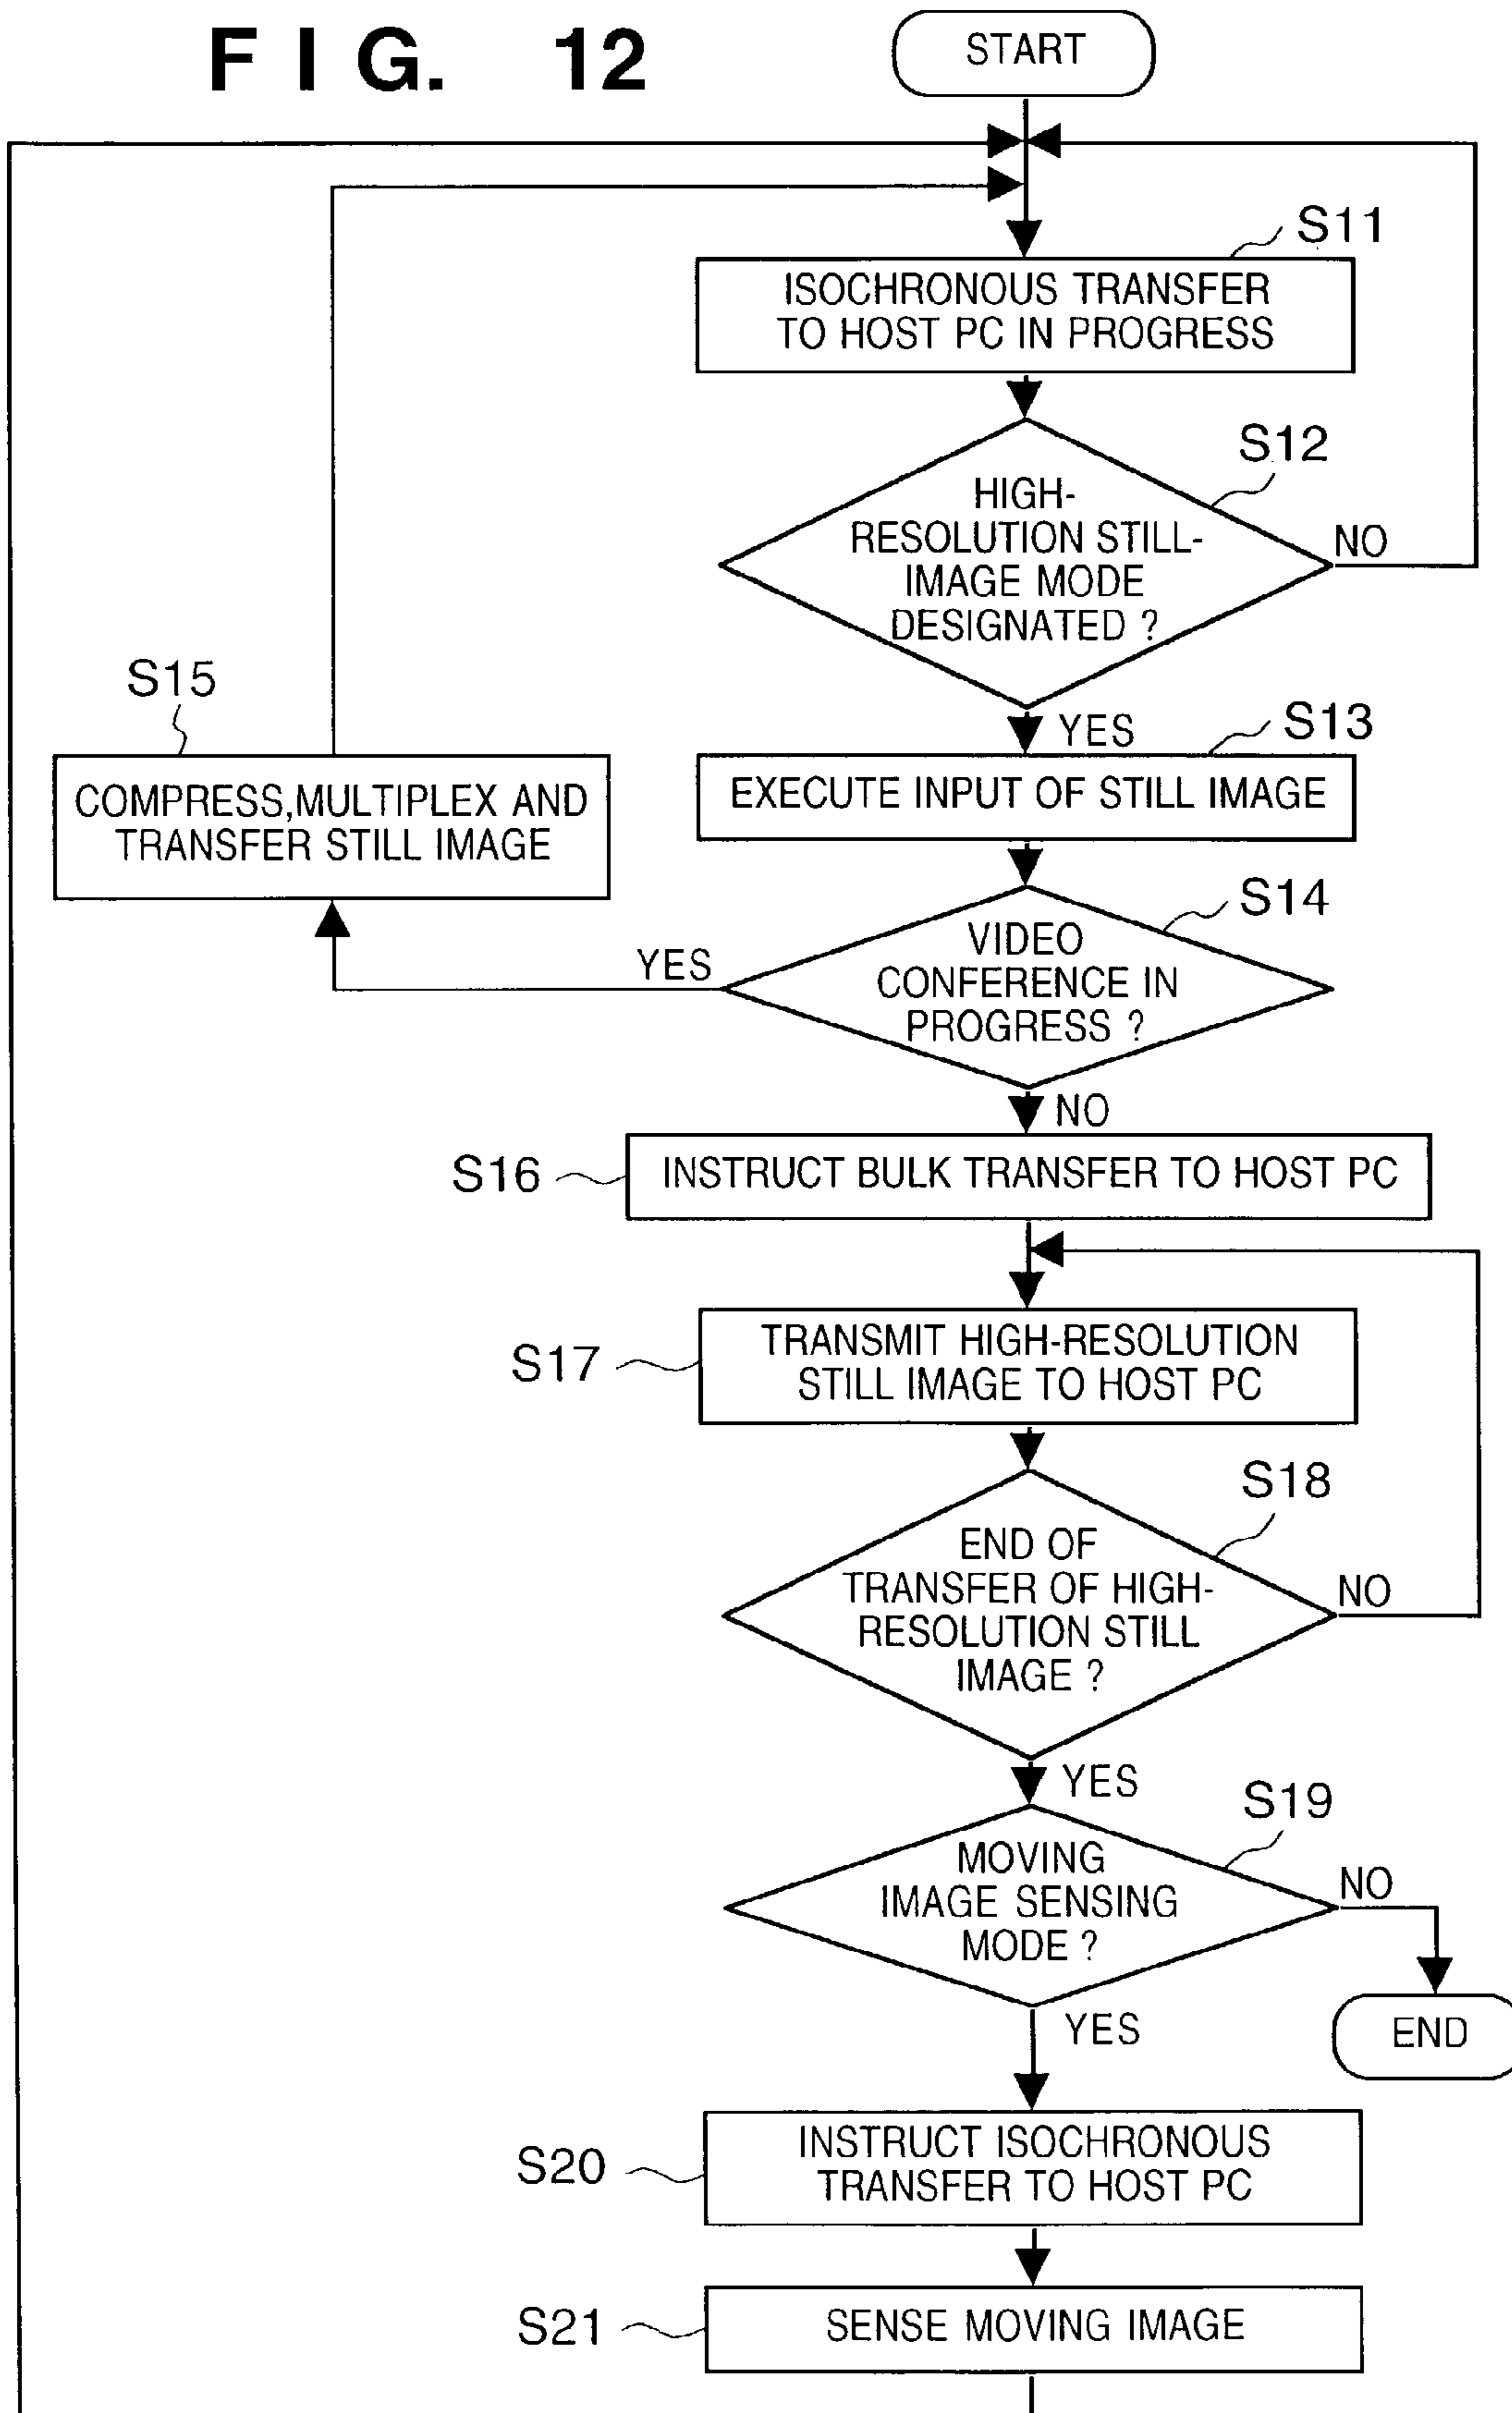 FIG. 12
START
S11
ISOCHRONOUS TRANSFER
TO HOST PC IN PROGRESS
S12
HIGH-
RESOLUTION STILL-
IMAGE MODE
DESIGNATED ?
NO
YES
S13
EXECUTE INPUT OF STILL IMAGE
S15
COMPRESS,MULTIPLEX AND
TRANSFER STILL IMAGE
S14
VIDEO
CONFERENCE IN
PROGRESS ?
YES
NO
S16
INSTRUCT BULK TRANSFER TO HOST PC
S17
TRANSMIT HIGH-RESOLUTION
STILL IMAGE TO HOST PC
S18
END OF
TRANSFER OF HIGH-
RESOLUTION STILL
IMAGE ?
NO
YES
S19
MOVING
IMAGE SENSING
MODE ?
NO
END
YES
S20
INSTRUCT ISOCHRONOUS
TRANSFER TO HOST PC
S21
SENSE MOVING IMAGE